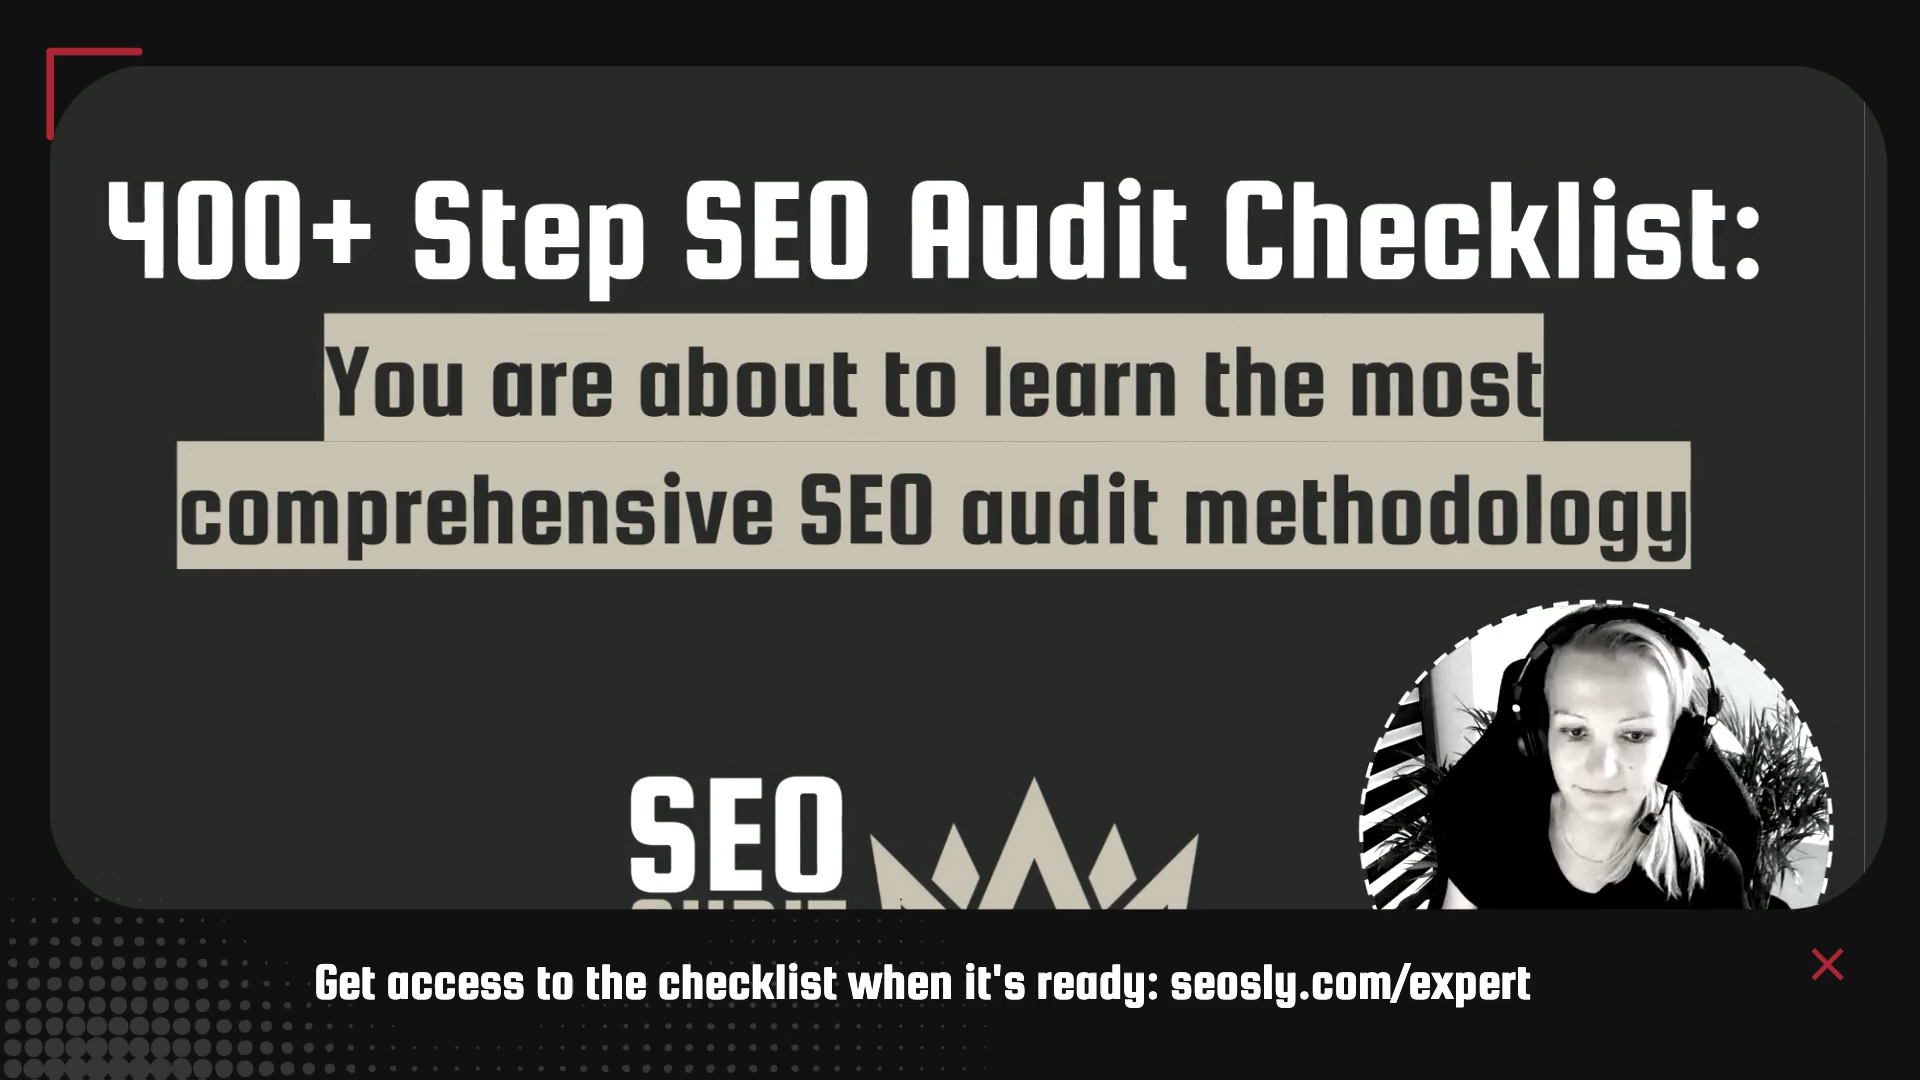 400+ Step SEO Audit Checklist:
You are about to learn the most
comprehensive SEO audit methodology
SEO
Get access to the checklist when it's ready: seosly.com/expert